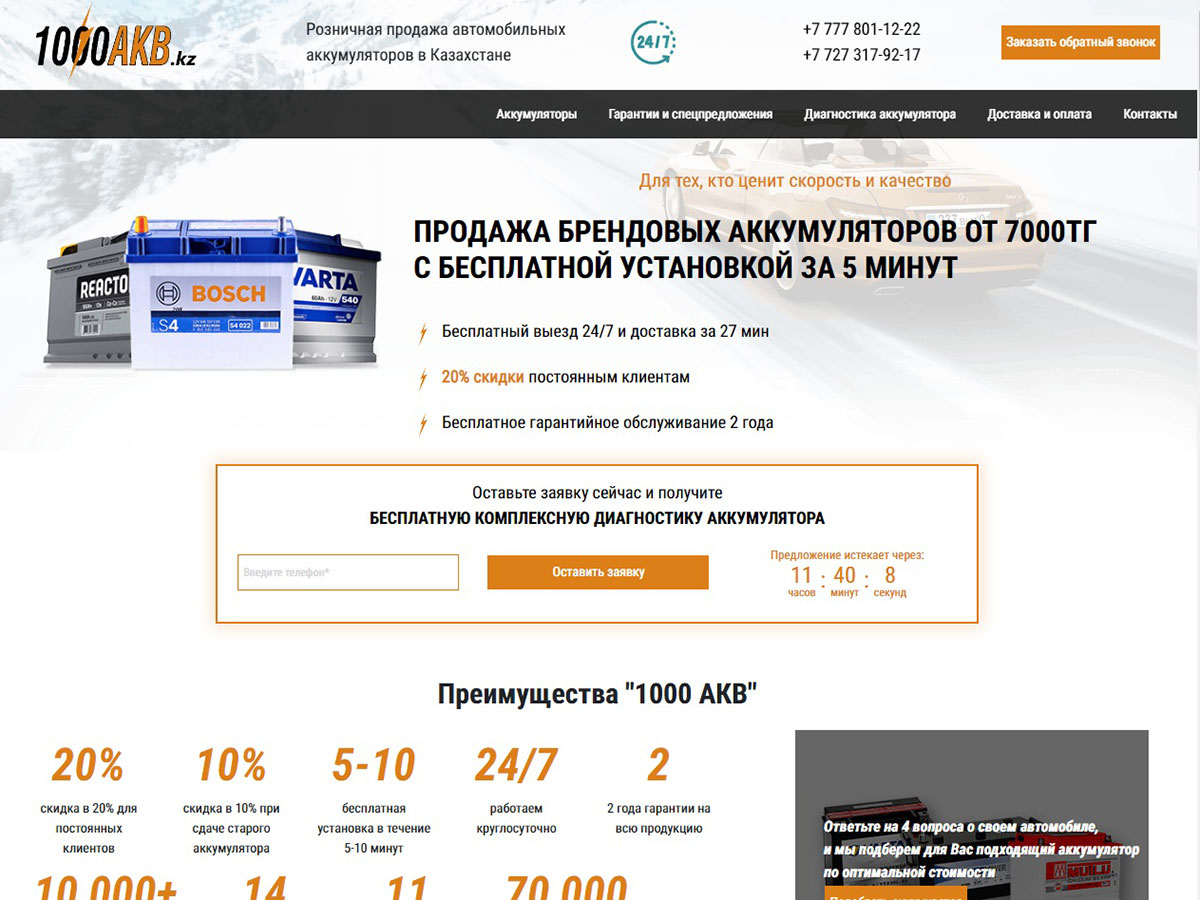 1000АКВ.kz
Розничная продажа автомобильных
аккумуляторов в Казахстане
24/7
+7 777 801-12-22
+7 727 317-92-17
Заказать обратный звонок
Аккумуляторы
Гарантии и спецпредложения
Диагностика аккумулятора
Доставка и оплата
Контакты
Для тех, кто ценит скорость и качество
ПРОДАЖА БРЕНДОВЫХ АККУМУЛЯТОРОВ ОТ 7000ТГ
С БЕСПЛАТНОЙ УСТАНОВКОЙ ЗА 5 МИНУТ
REACTO
BOSCH
S4
54 022
VARTA
540
Бесплатный выезд 24/7 и доставка за 27 мин
20% скидки постоянным клиентам
Бесплатное гарантийное обслуживание 2 года
Оставьте заявку сейчас и получите
БЕСПЛАТНУЮ КОМПЛЕКСНУЮ ДИАГНОСТИКУ АККУМУЛЯТОРА
Введите телефон*
Оставить заявку
Предложение истекает через:
11 : 40 : 8
часов минут секунд
Преимущества "1000 АКВ"
20%
скидка в 20% для
постоянных
клиентов
10%
скидка в 10% при
сдаче старого
аккумулятора
5-10
бесплатная
установка в течение
5-10 минут
24/7
работаем
круглосуточно
2
2 года гарантии на
всю продукцию
10 000+
14
11
70 000
Ответьте на 4 вопроса о своем автомобиле,
и мы подберем для Вас подходящий аккумулятор
по оптимальной стоимости
MUTLU